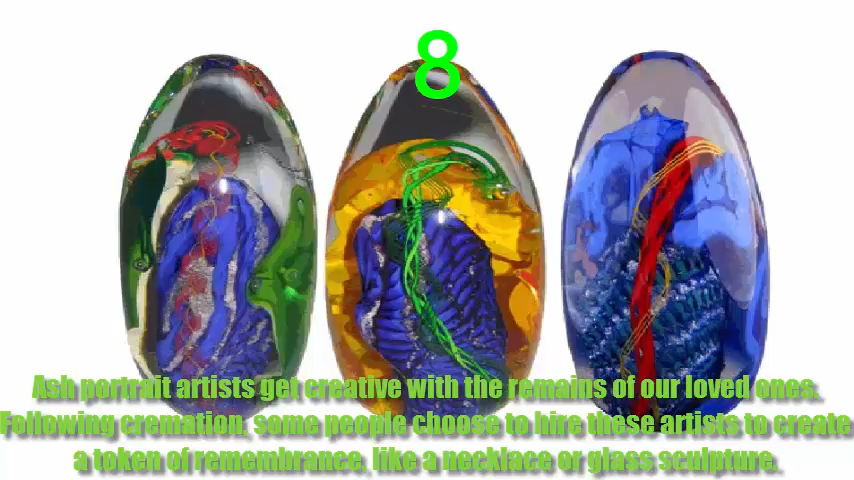 8
Ash portrait artists get creative with the remains of our loved ones.
Following cremation, some people choose to hire these artists to create
a token of remembrance, like a necklace or glass sculpture.